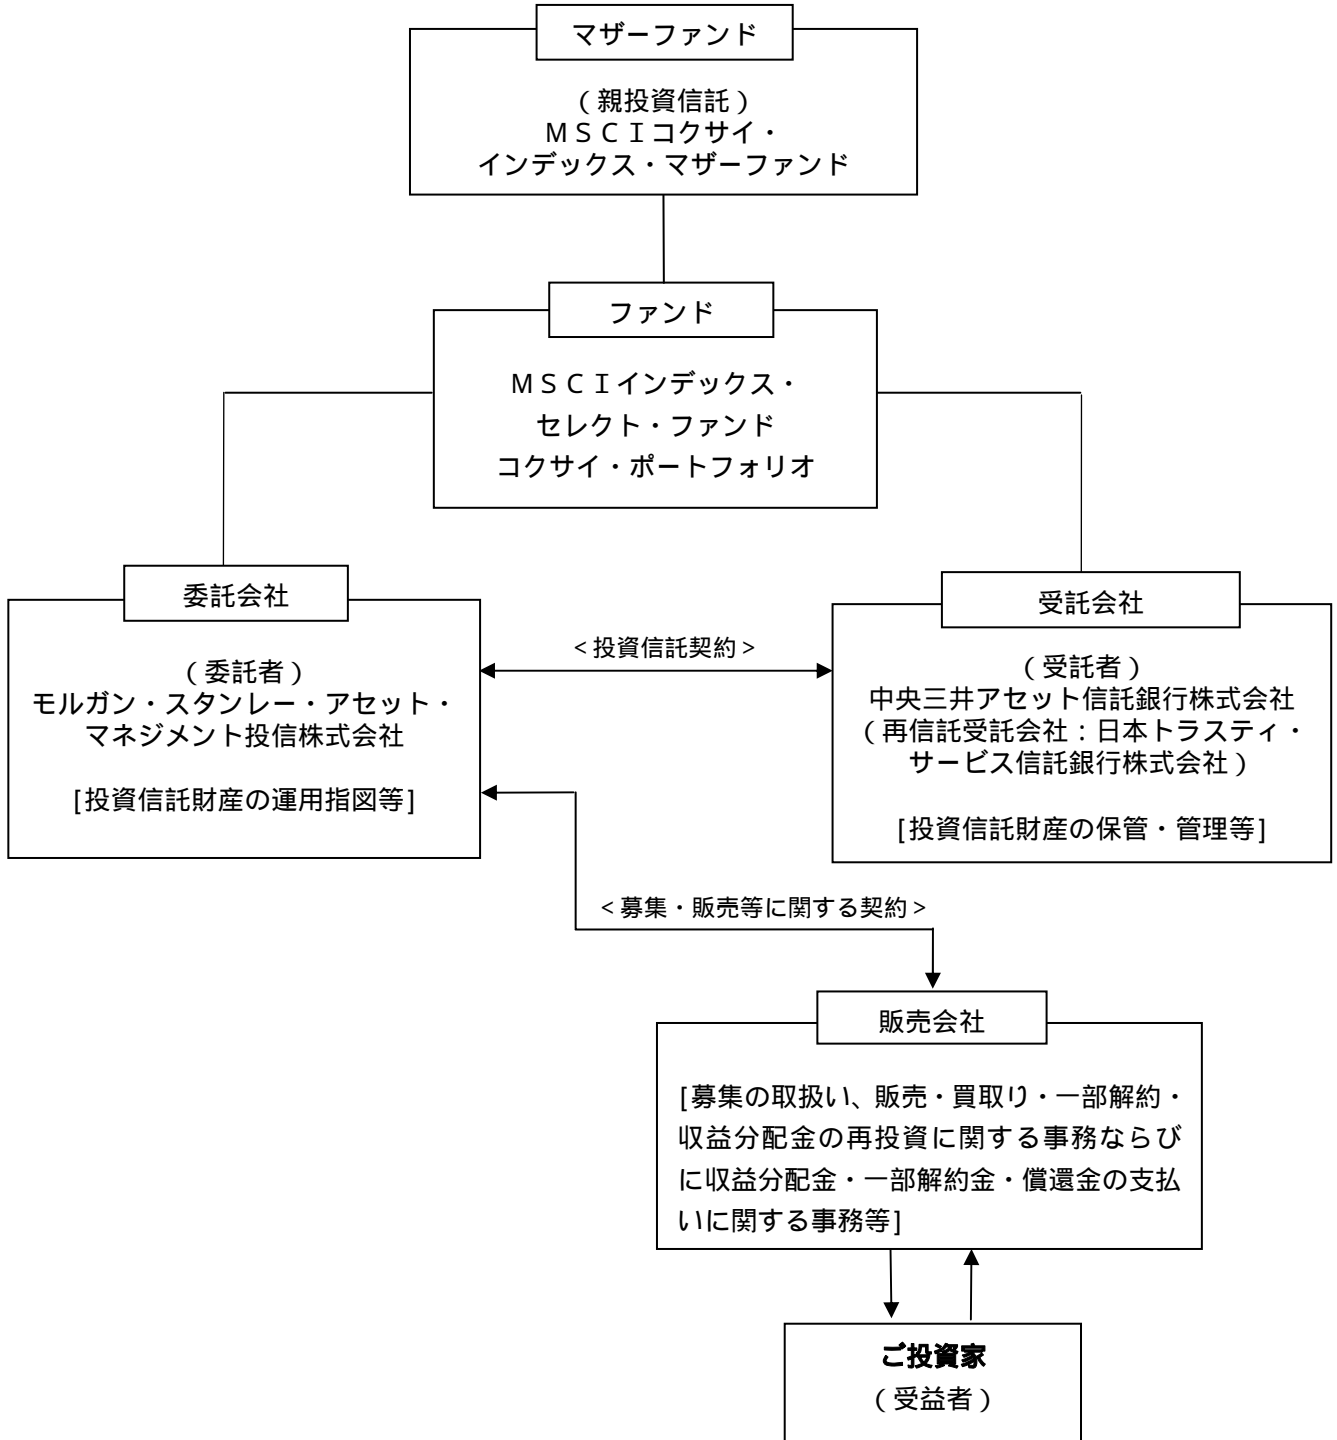 マザーファンド
（親投資信託）
ＭＳＣＩコクサイ・
インデックス・マザーファンド
ファンド
ＭＳＣＩインデックス・
セレクト・ファンド
コクサイ・ポートフォリオ
委託会社
（委託者）
モルガン・スタンレー・アセット・
マネジメント投信株式会社
[投資信託財産の運用指図等]
＜投資信託契約＞
受託会社
（受託者）
中央三井アセット信託銀行株式会社
（再信託受託会社：日本トラスティ・
サービス信託銀行株式会社）
[投資信託財産の保管・管理等]
＜募集・販売等に関する契約＞
販売会社
[募集の取扱い、販売・買取り・一部解約・
収益分配金の再投資に関する事務ならび
に収益分配金・一部解約金・償還金の支払
いに関する事務等]
ご投資家
（受益者）